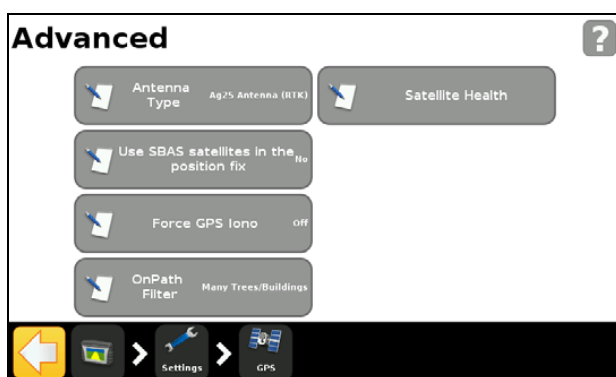 Advanced
?
Antenna
Type
Ag25 Antenna (RTK)
Satellite Health
Use SBAS satellites in the
position fix
No
Force GPS Iono
Off
OnPath
Filter
Many Trees/Buildings
Settings
GPS